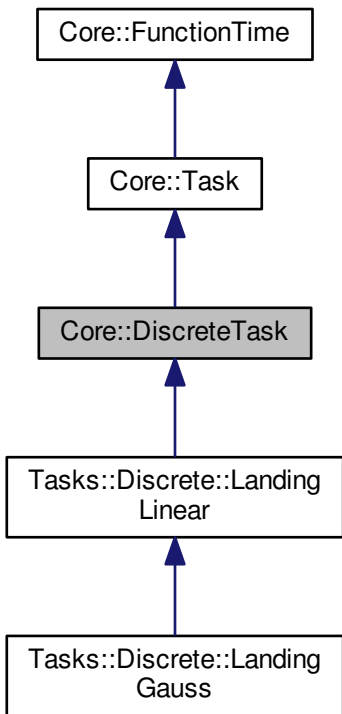 Core::FunctionTime
Core::Task
Core::DiscreteTask
Tasks::Discrete::Landing
Linear
Tasks::Discrete::Landing
Gauss